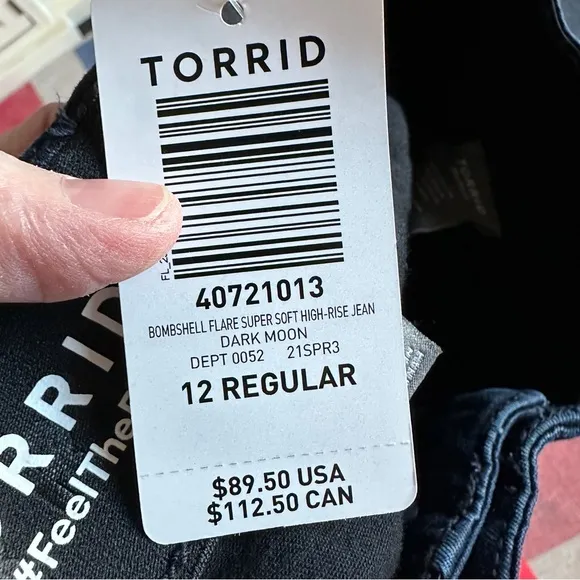 TORRID
40721013
BOMBSHELL FLARE SUPER SOFT HIGH-RISE JEAN
DARK MOON
DEPT 0052 21SPR3
12 REGULAR
$89.50 USA
$112.50 CAN
ORRID
#FeelThe